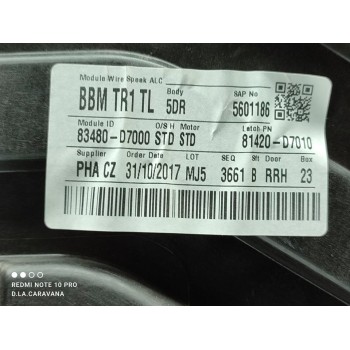 Module Wire Speak ALC
Body
SAP No
BBM TR1 TL
5DR
5601186
Module ID
O/S H Motor
Latch PN
83480-D7000 STD STD
81420-D7010
Supplier
Order Date
LOT
SEQ
Sft
Door
Box
PHA CZ
31/10/2017
MJ5
3661
B
RRH
23
REDMI NOTE 10 PRO
D.LA.CARAVANA